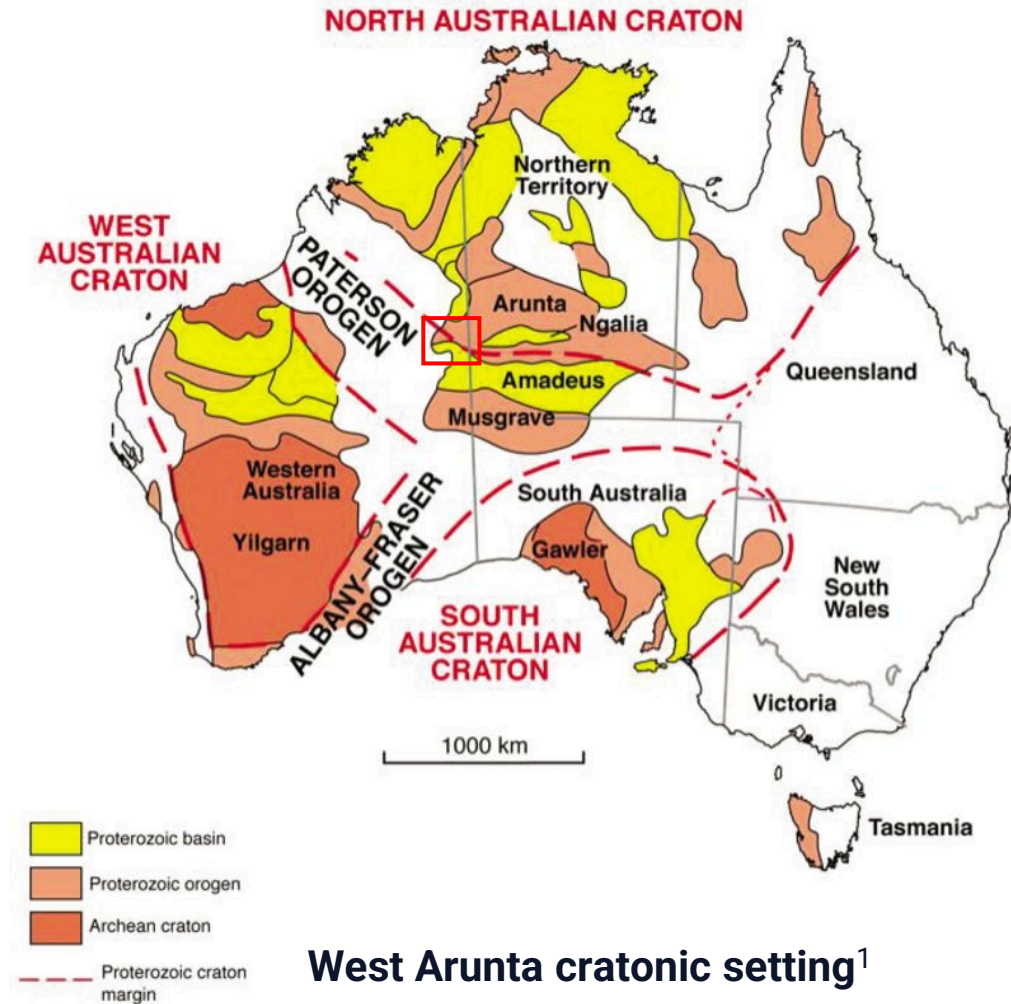 NORTH AUSTRALIAN CRATON
Northern
Territory
WEST
AUSTRALIAN
CRATON
PATERSON
OROGEN
Arunta
Ngalia
Amadeus
Musgrave
Queensland
Western
Australia
Yilgarn
South Australia
Gawler
ALBANY–FRASER
OROGEN
SOUTH
AUSTRALIAN
CRATON
New
South
Wales
Victoria
1000 km
Tasmania
Proterozoic basin
Proterozoic orogen
Archean craton
Proterozoic craton
margin
West Arunta cratonic setting¹